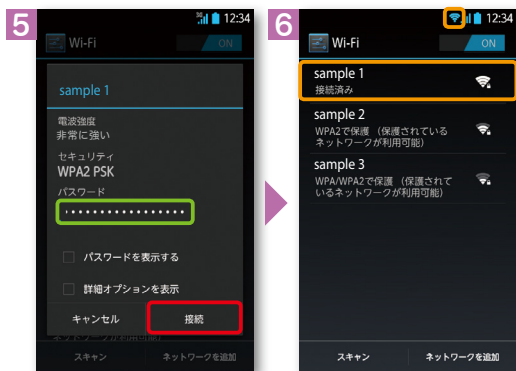 5
3G 12:34
Wi-Fi
ON
sample 1
電波強度
非常に強い
セキュリティ
WPA2 PSK
パスワード
•••••••••••••••••
パスワードを表示する
詳細オプションを表示
キャンセル
接続
スキャン
ネットワークを追加
6
12:34
Wi-Fi
ON
sample 1
接続済み
sample 2
WPA2で保護 （保護されている
ネットワークが利用可能）
sample 3
WPA/WPA2で保護 （保護されて
いるネットワークが利用可能）
スキャン
ネットワークを追加